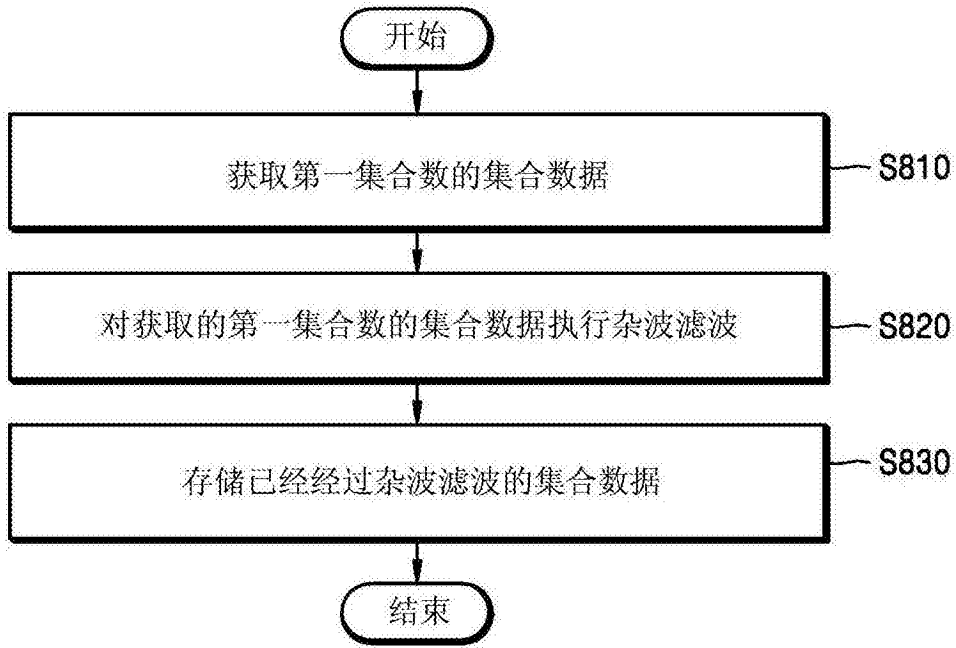 开始
获取第一集合数的集合数据
S810
对获取的第一集合数的集合数据执行杂波滤波
S820
存储已经经过杂波滤波的集合数据
S830
结束